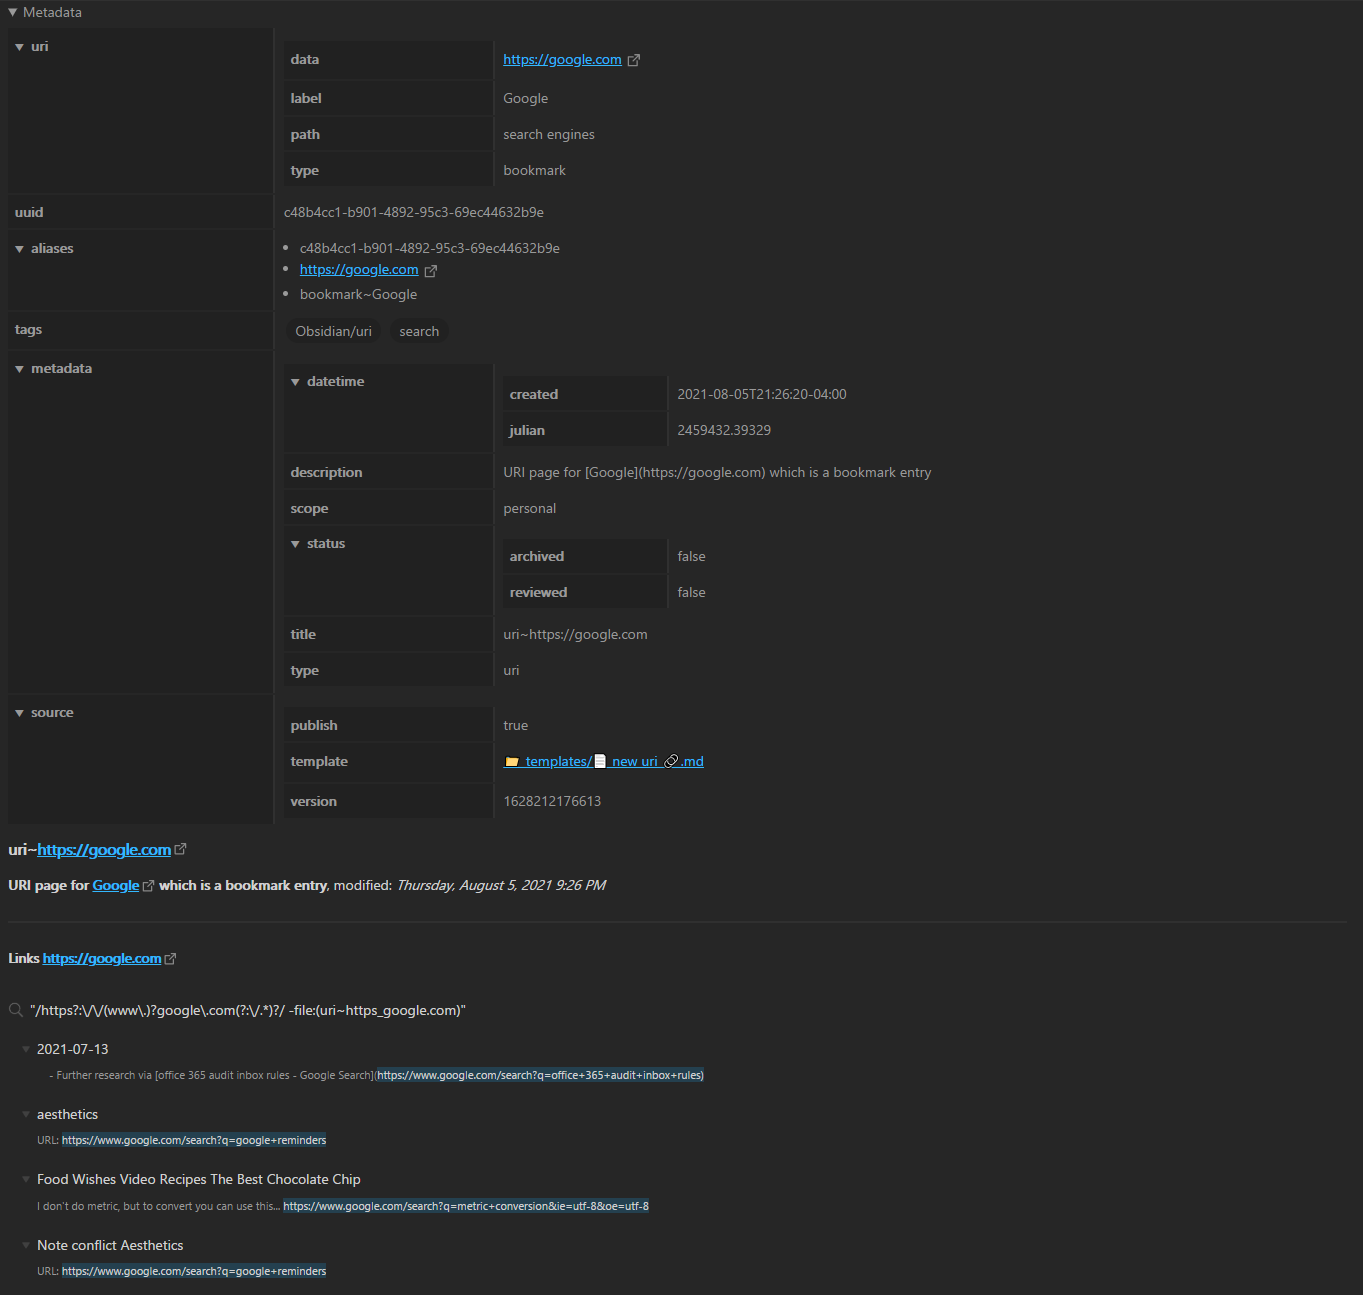 Metadata
uri
data https://google.com
label Google
path search engines
type bookmark
uuid c48b4cc1-b901-4892-95c3-69ec44632b9e
aliases
• c48b4cc1-b901-4892-95c3-69ec44632b9e
• https://google.com
• bookmark~Google
tags Obsidian/uri search
metadata
datetime
created 2021-08-05T21:26:20-04:00
julian 2459432.39329
description URI page for [Google](https://google.com) which is a bookmark entry
scope personal
status
archived false
reviewed false
title uri~https://google.com
type uri
source
publish true
template 📁 templates/📄 new uri 🔗.md
version 1628212176613
uri~https://google.com
URI page for Google which is a bookmark entry, modified: Thursday, August 5, 2021 9:26 PM
Links https://google.com
"/https?:\/\/(www\.)?google\.com(?:\/.*)?/ -file:(uri~https_google.com)"
2021-07-13
- Further research via [office 365 audit inbox rules - Google Search](https://www.google.com/search?q=office+365+audit+inbox+rules)
aesthetics
URL: https://www.google.com/search?q=google+reminders
Food Wishes Video Recipes The Best Chocolate Chip
I don't do metric, but to convert you can use this... https://www.google.com/search?q=metric+conversion&ie=utf-8&oe=utf-8
Note conflict Aesthetics
URL: https://www.google.com/search?q=google+reminders